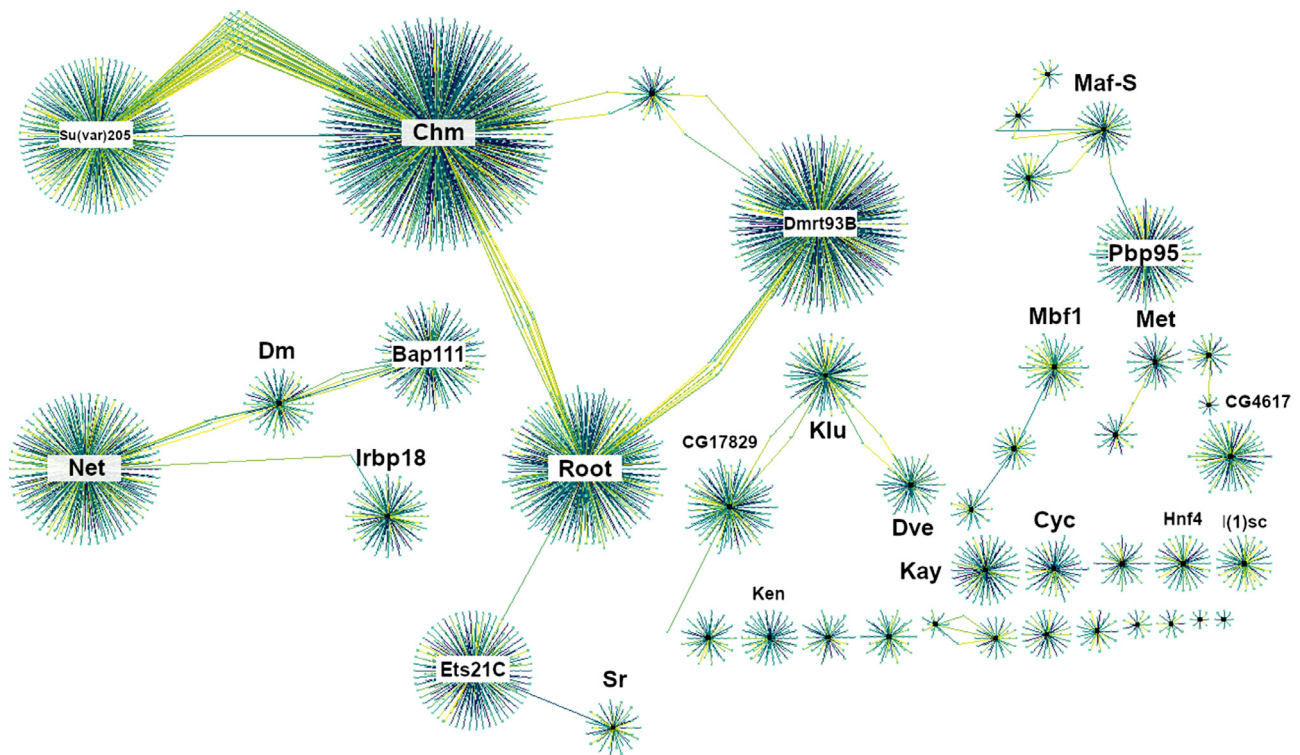 Maf-S
Su(var)205
Chm
Dmrt93B
Pbp95
Mbf1
Met
Dm
Bap111
CG4617
Klu
CG17829
Irbp18
Net
Root
Dve
Cyc
Hnf4
l(1)sc
Kay
Ken
Ets21C
Sr